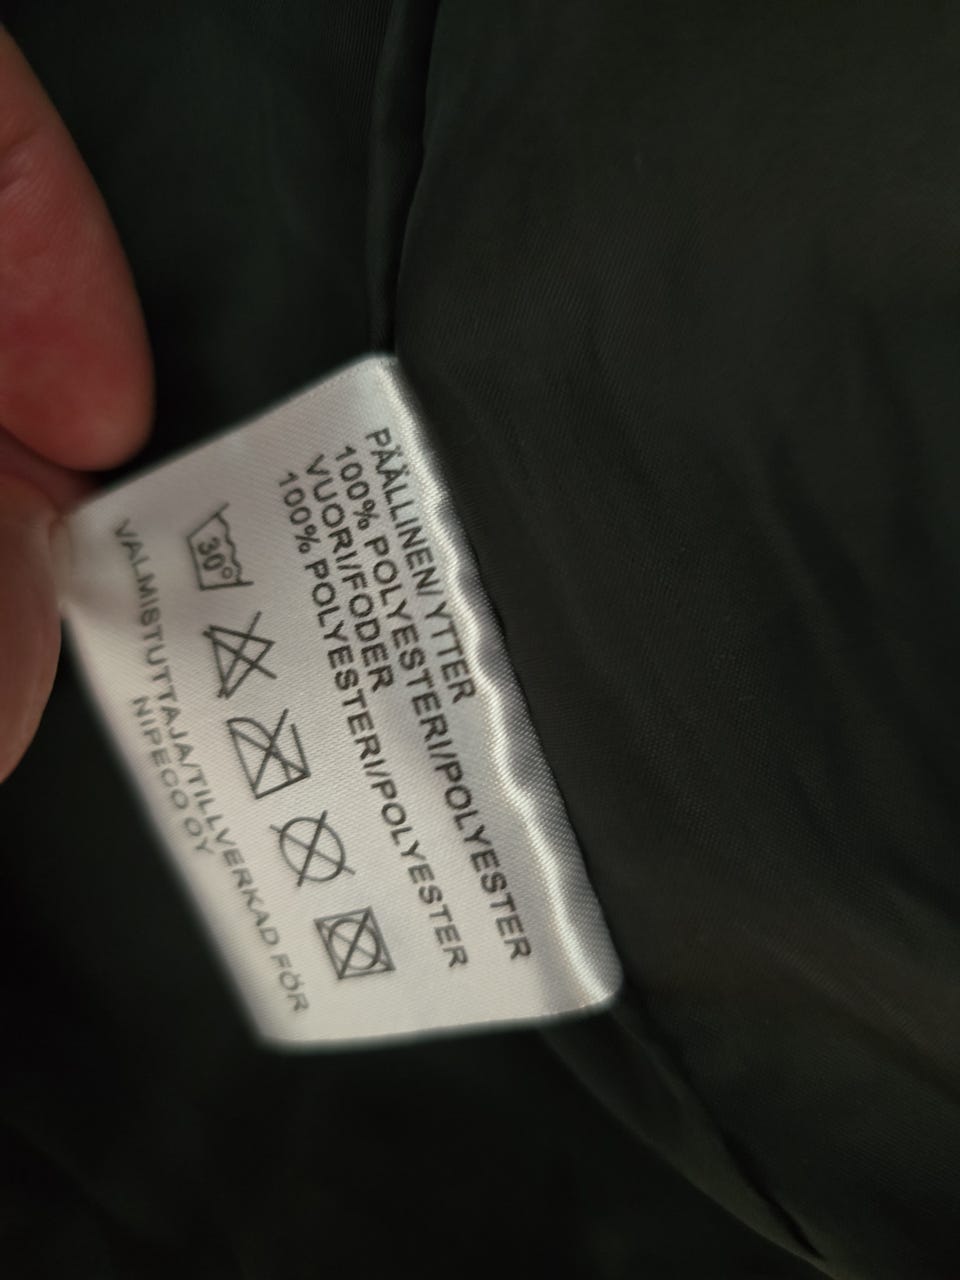 PÄÄLLINEN/YTTER
100% POLYESTERI/POLYESTER
VUORI/FODER
100% POLYESTERI/POLYESTER
30°
VALMISTUTTAJA/TILLVERKAD FÖR
NIPECO OY